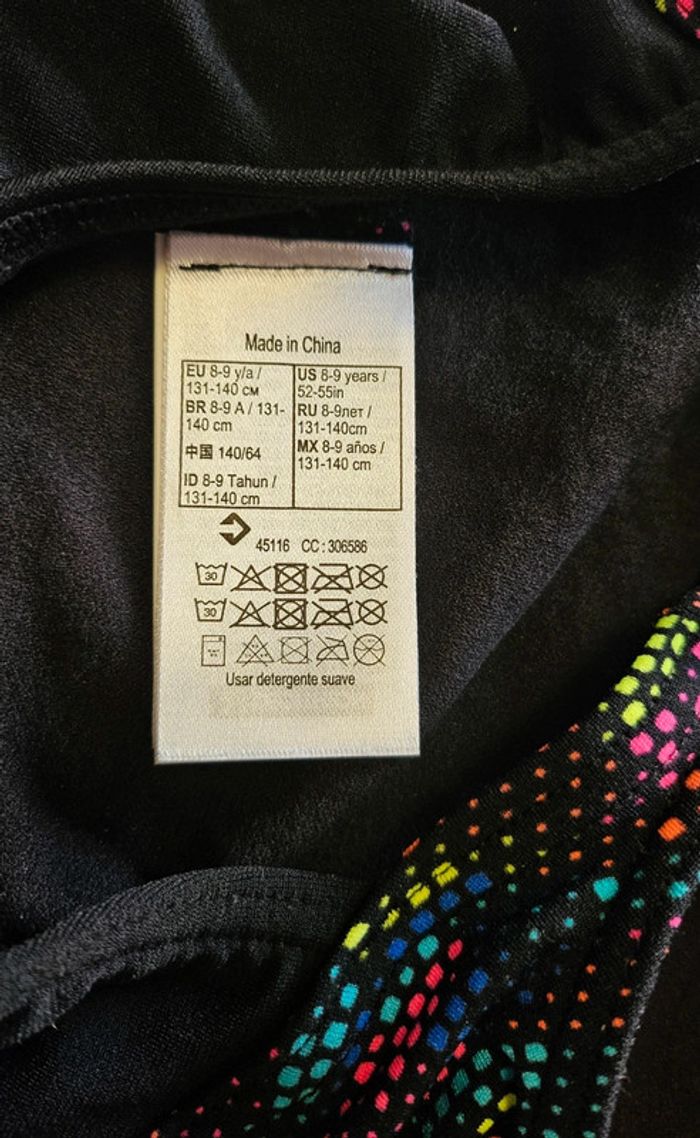 Made in China
EU 8-9 y/a /
131-140 см
BR 8-9 A / 131-
140 cm
中国 140/64
ID 8-9 Tahun /
131-140 cm
US 8-9 years /
52-55in
RU 8-9лет /
131-140cm
MX 8-9 años /
131-140 cm
45116 CC : 306586
30
30
Usar detergente suave